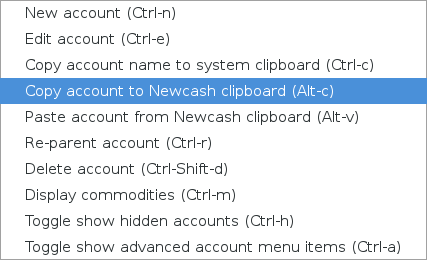 New account (Ctrl-n)
Edit account (Ctrl-e)
Copy account name to system clipboard (Ctrl-c)
Copy account to Newcash clipboard (Alt-c)
Paste account from Newcash clipboard (Alt-v)
Re-parent account (Ctrl-r)
Delete account (Ctrl-Shift-d)
Display commodities (Ctrl-m)
Toggle show hidden accounts (Ctrl-h)
Toggle show advanced account menu items (Ctrl-a)